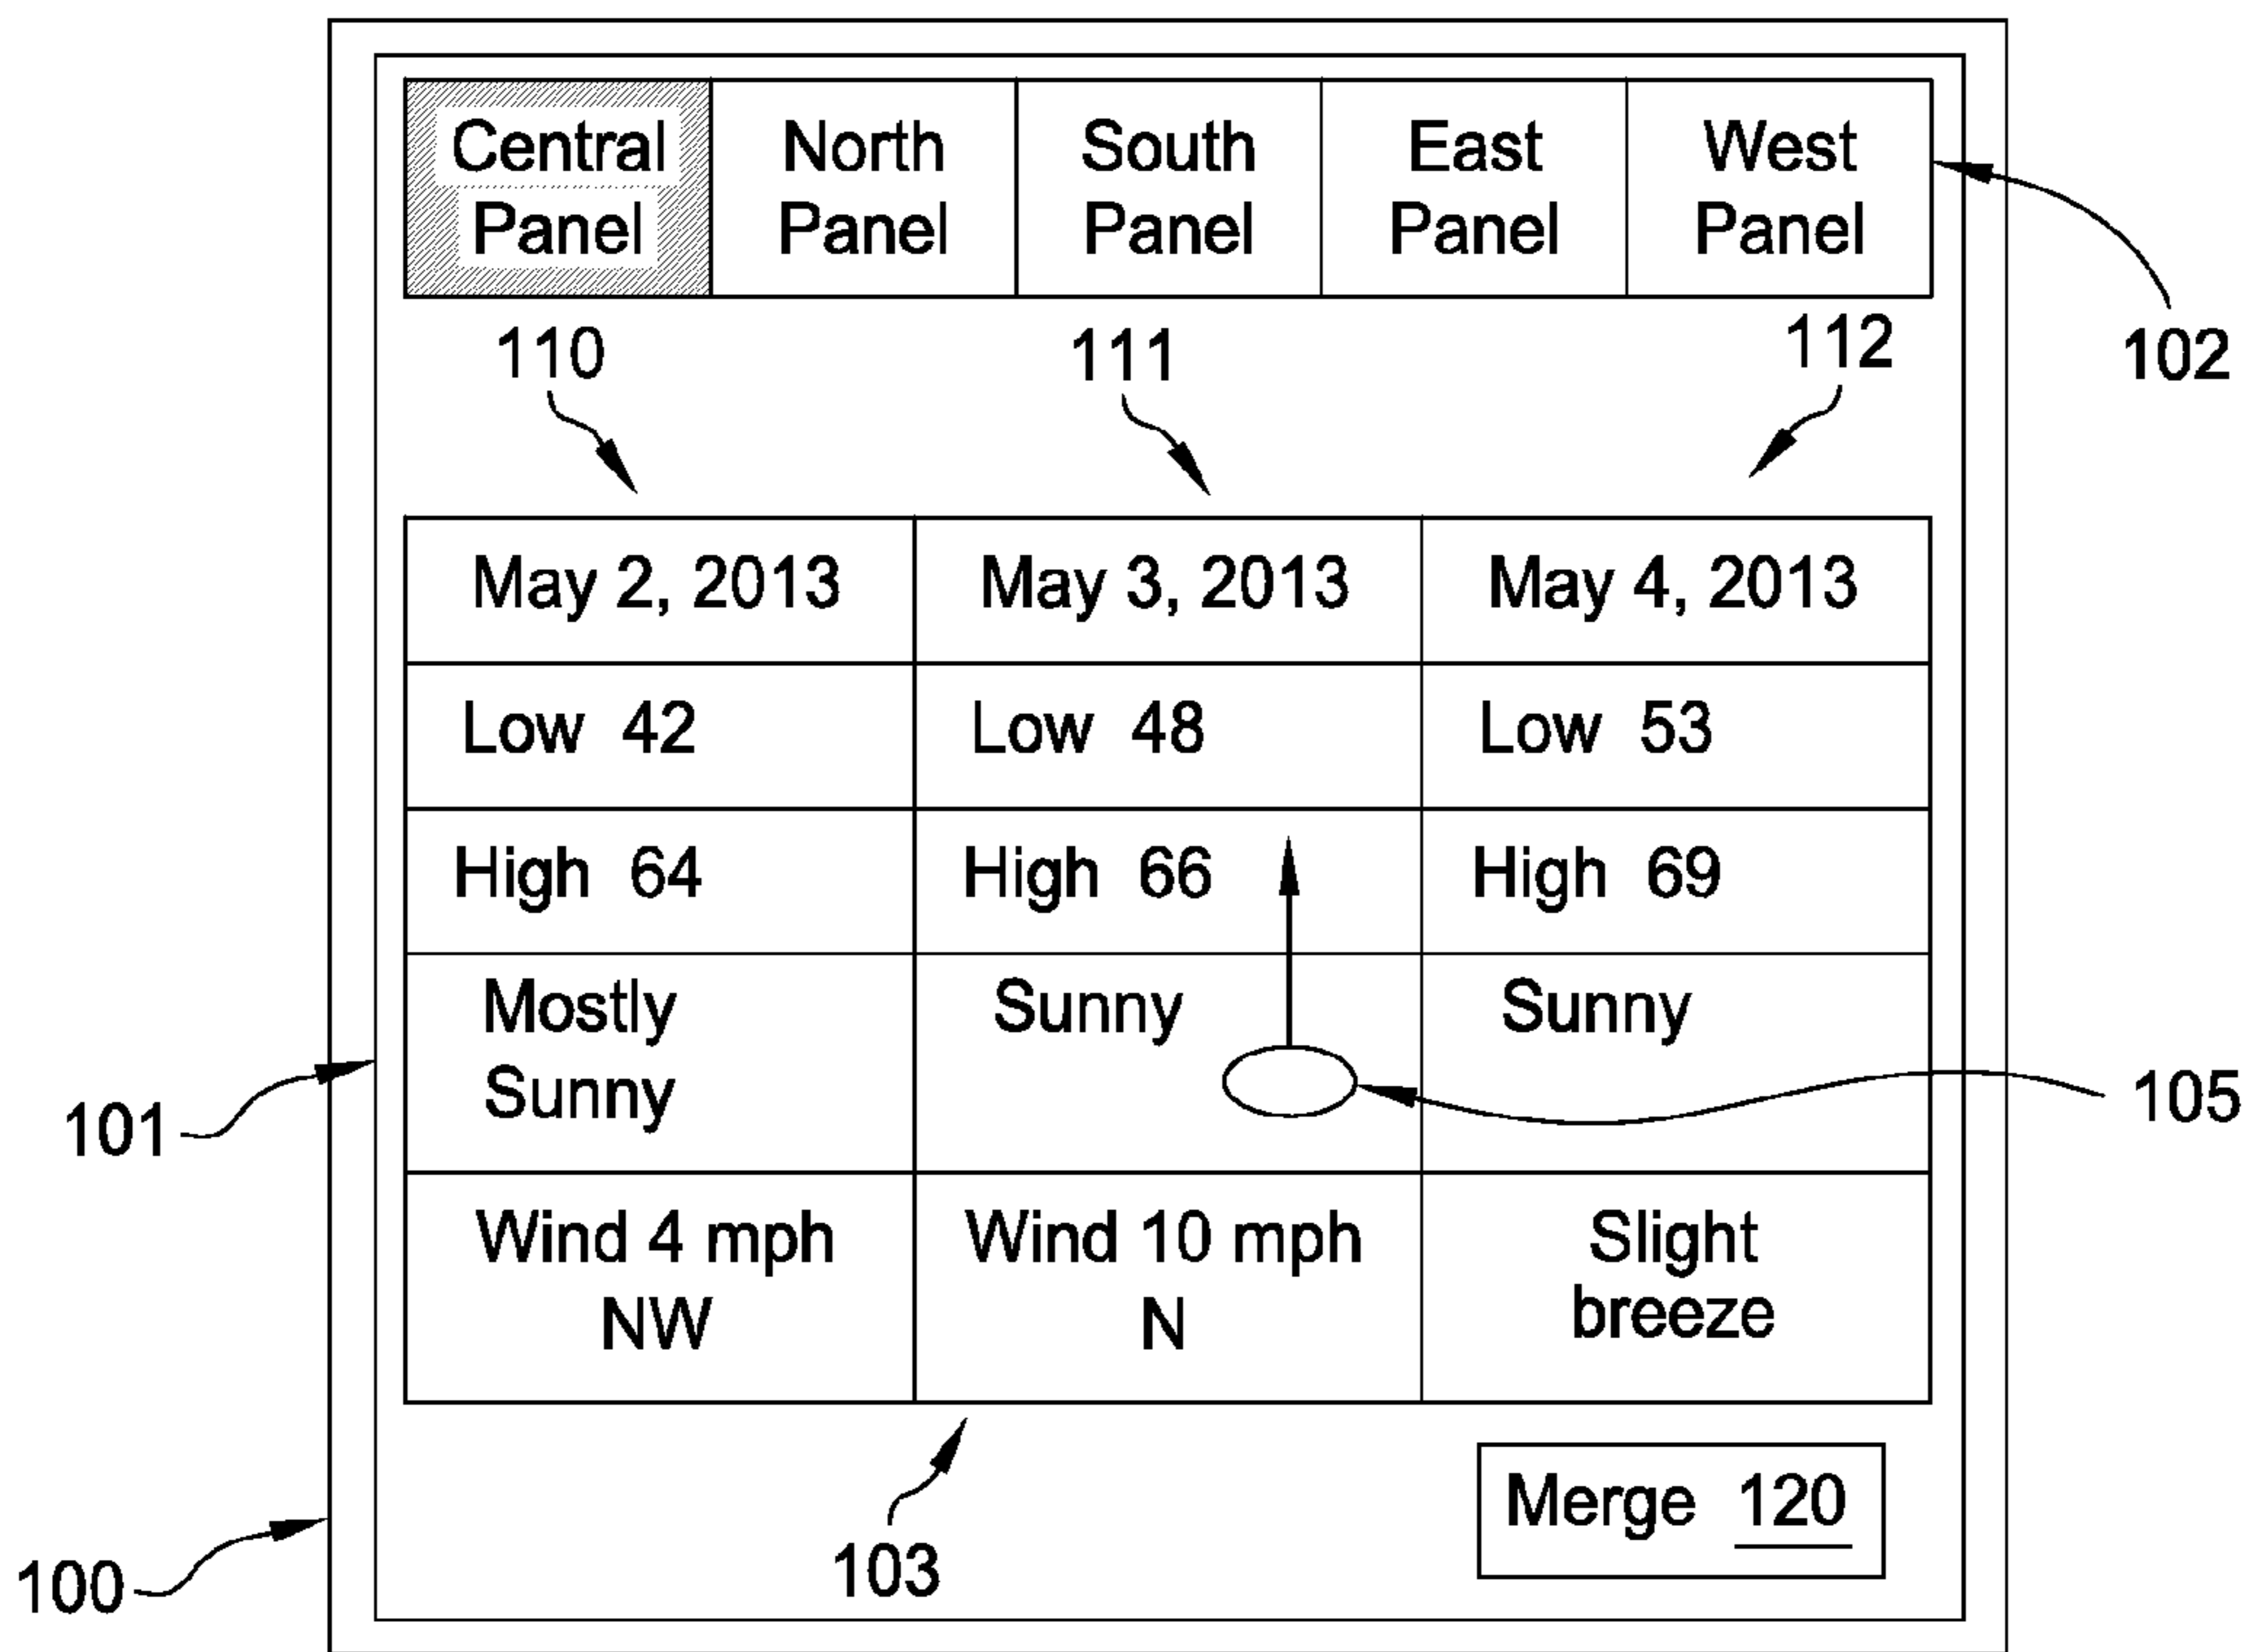 Central North South East West
Panel Panel Panel Panel Panel
110 111 112 102
May 2, 2013 May 3, 2013 May 4, 2013
Low 42 Low 48 Low 53
High 64 High 66 High 69
Mostly Sunny Sunny
Sunny
101 105
Wind 4 mph Wind 10 mph Slight
NW N breeze
Merge 120
100 103